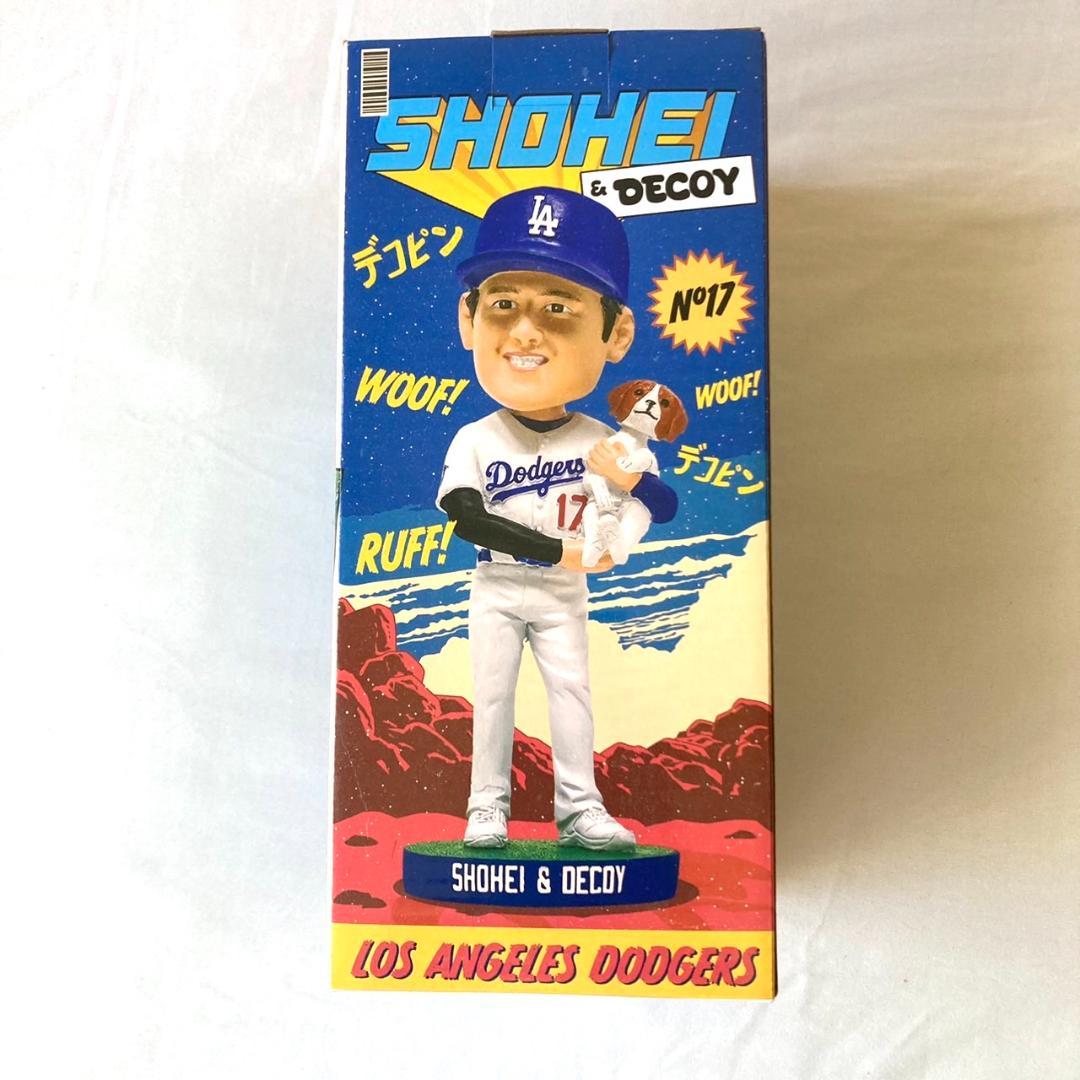 SHOHEI
& DECOY
デコピン
LA
Nº17
WOOF!
WOOF!
Dodgers
17
デコピン
RUFF!
SHOHEI & DECOY
LOS ANGELES DODGERS